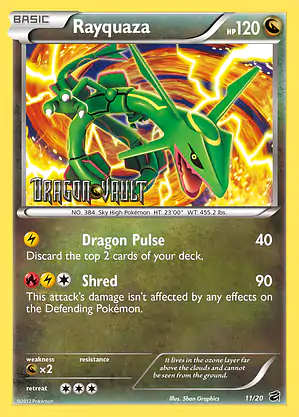 BASIC
Rayquaza HP120
DRAGON VAULT
NO. 384 Sky High Pokémon HT: 23'00" WT: 455.2 lbs.
Dragon Pulse 40
Discard the top 2 cards of your deck.
Shred 90
This attack's damage isn't affected by any effects on
the Defending Pokémon.
weakness resistance
×2
retreat
It lives in the ozone layer far
above the clouds and cannot
be seen from the ground.
©2012 Pokémon
Illus. 5ban Graphics
11/20